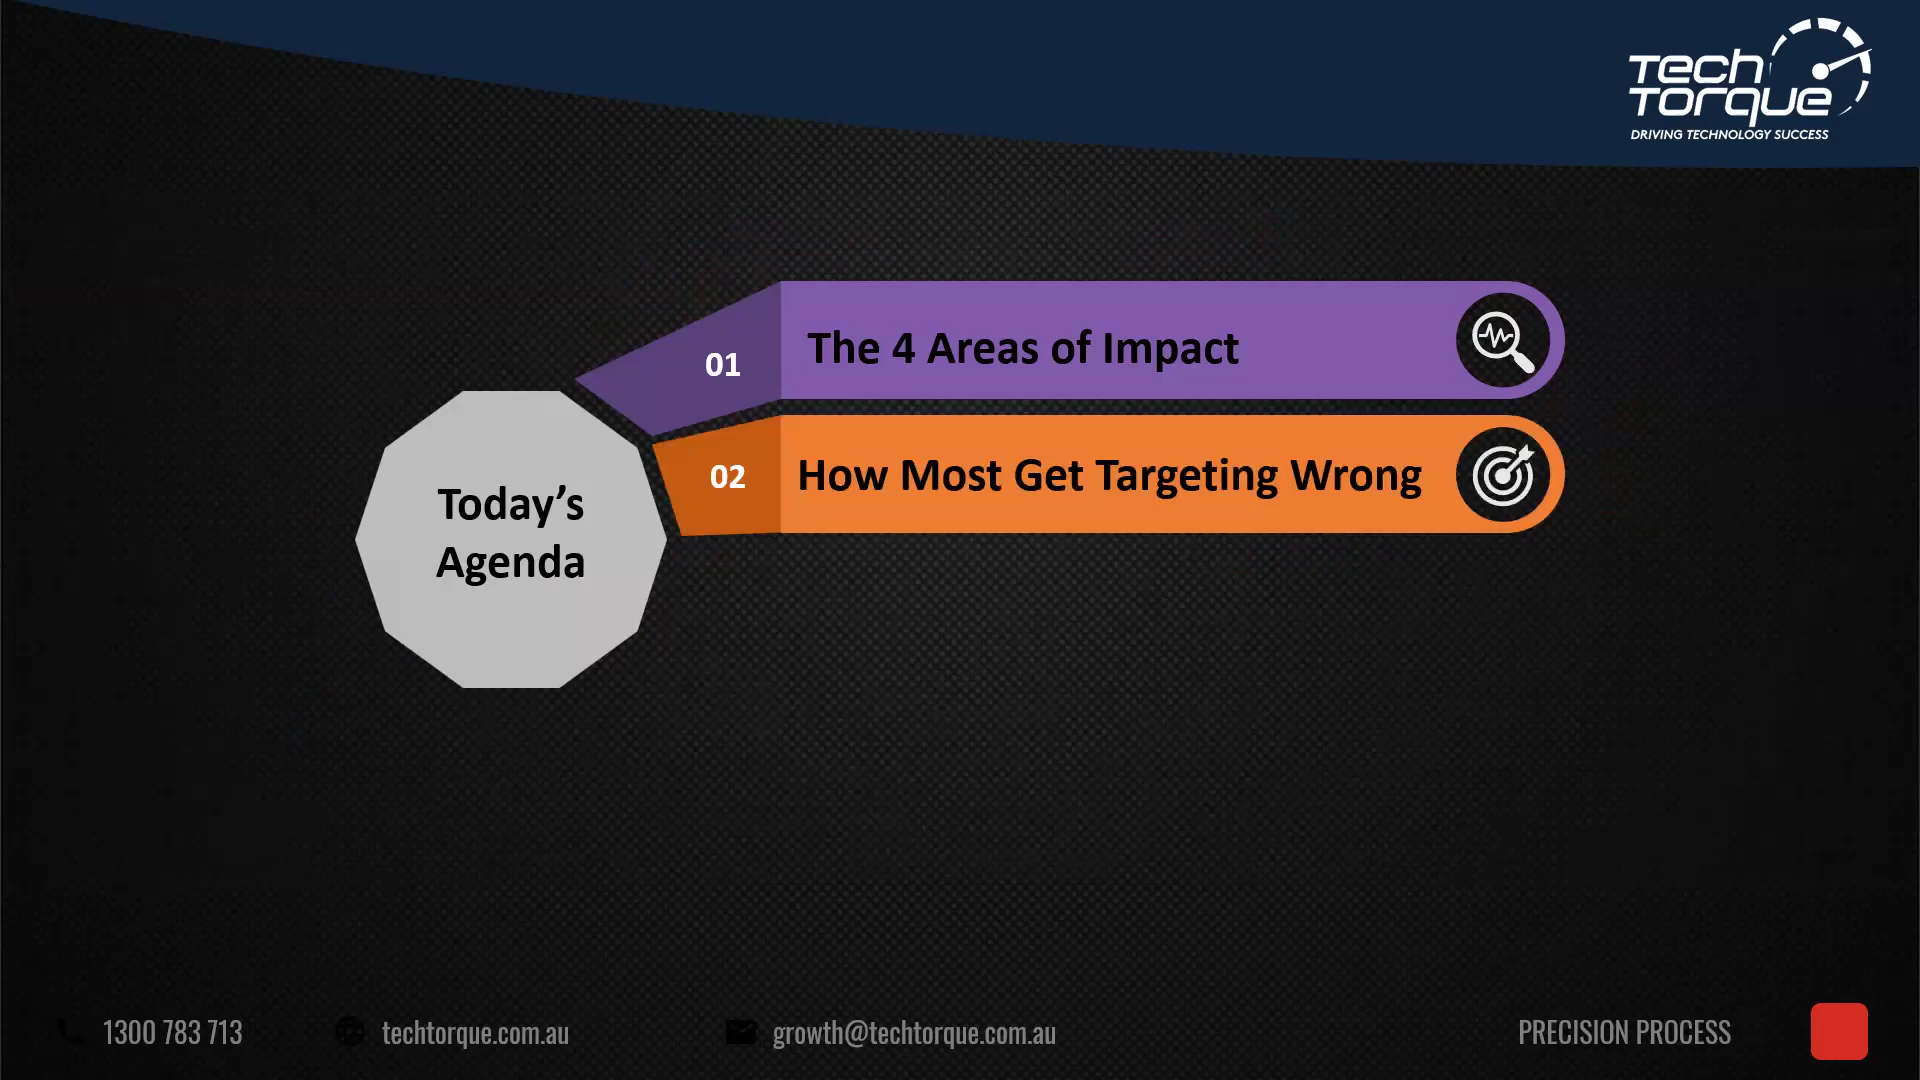 Tech
Torque
DRIVING TECHNOLOGY SUCCESS
01
The 4 Areas of Impact
02
How Most Get Targeting Wrong
Today’s
Agenda
1300 783 713
techtorque.com.au
growth@techtorque.com.au
PRECISION PROCESS